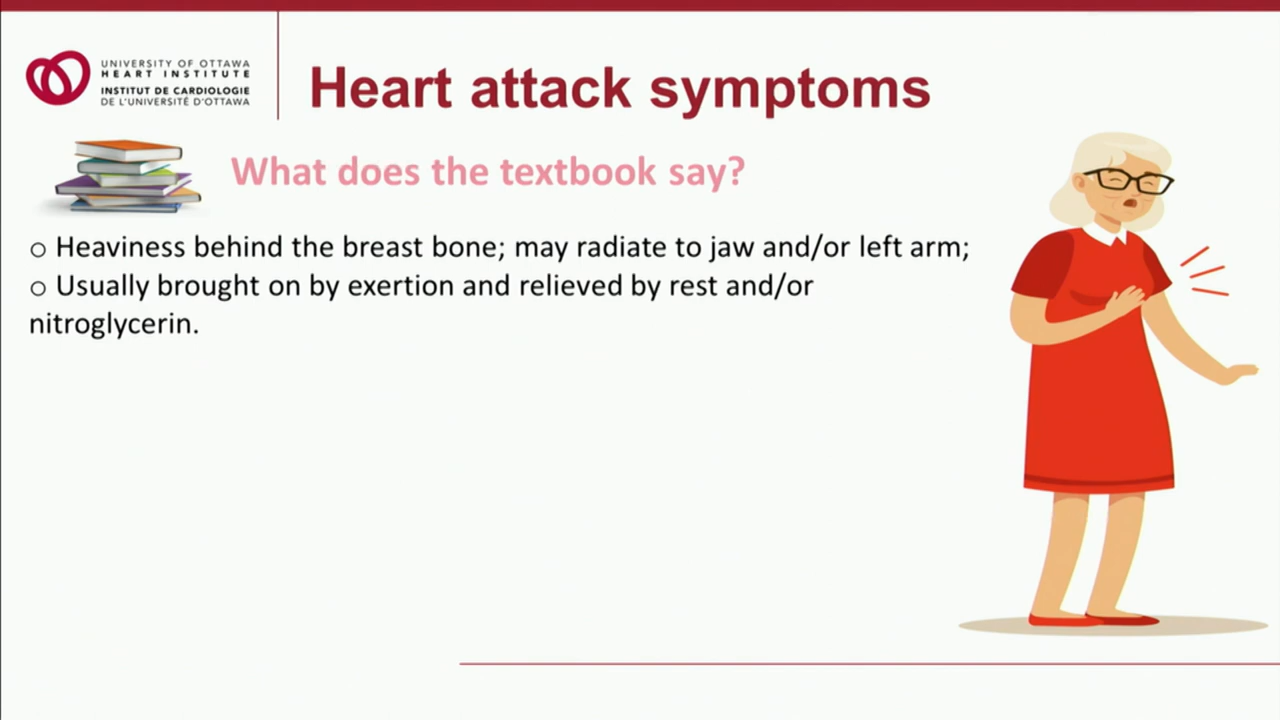 UNIVERSITY OF OTTAWA
HEART INSTITUTE
INSTITUT DE CARDIOLOGIE
DE L'UNIVERSITÉ D'OTTAWA
Heart attack symptoms
What does the textbook say?
o Heaviness behind the breast bone; may radiate to jaw and/or left arm;
o Usually brought on by exertion and relieved by rest and/or
nitroglycerin.